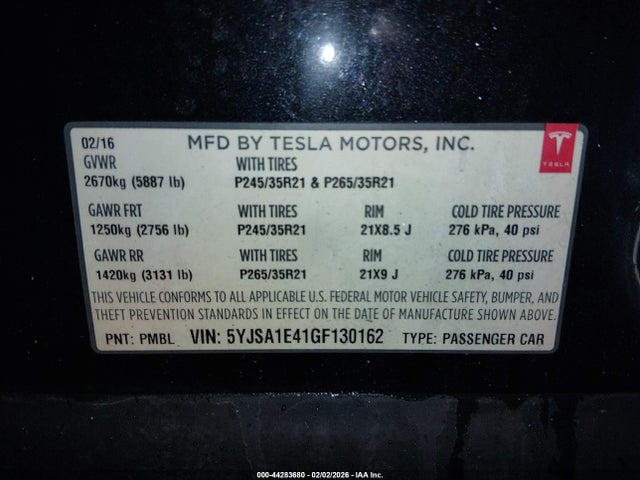 02/16 MFD BY TESLA MOTORS, INC.
TESLA
GVWR WITH TIRES
2670kg (5887 lb) P245/35R21 & P265/35R21
GAWR FRT WITH TIRES RIM COLD TIRE PRESSURE
1250kg (2756 lb) P245/35R21 21X8.5 J 276 kPa, 40 psi
GAWR RR WITH TIRES RIM COLD TIRE PRESSURE
1420kg (3131 lb) P265/35R21 21X9 J 276 kPa, 40 psi
THIS VEHICLE CONFORMS TO ALL APPLICABLE U.S. FEDERAL MOTOR VEHICLE SAFETY, BUMPER, AND
THEFT PREVENTION STANDARDS IN EFFECT ON THE DATE OF MANUFACTURE SHOWN ABOVE.
PNT: PMBL VIN: 5YJSA1E41GF130162 TYPE: PASSENGER CAR
000-44283680 - 02/02/2026 - IAA Inc.